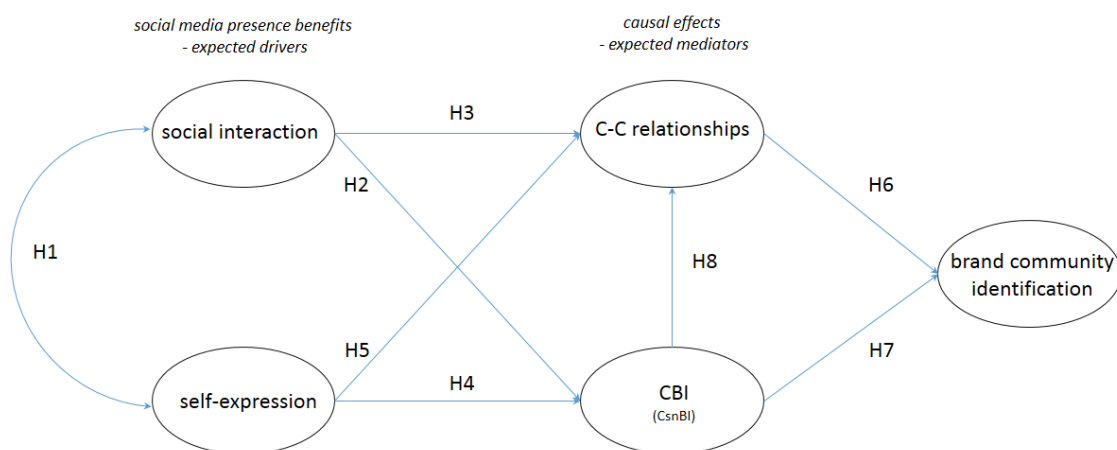 social media presence benefits
- expected drivers
causal effects
- expected mediators
social interaction
H3
C-C relationships
H2
H6
H1
H8
brand community
identification
H5
H7
self-expression
H4
CBI
(CsnBI)